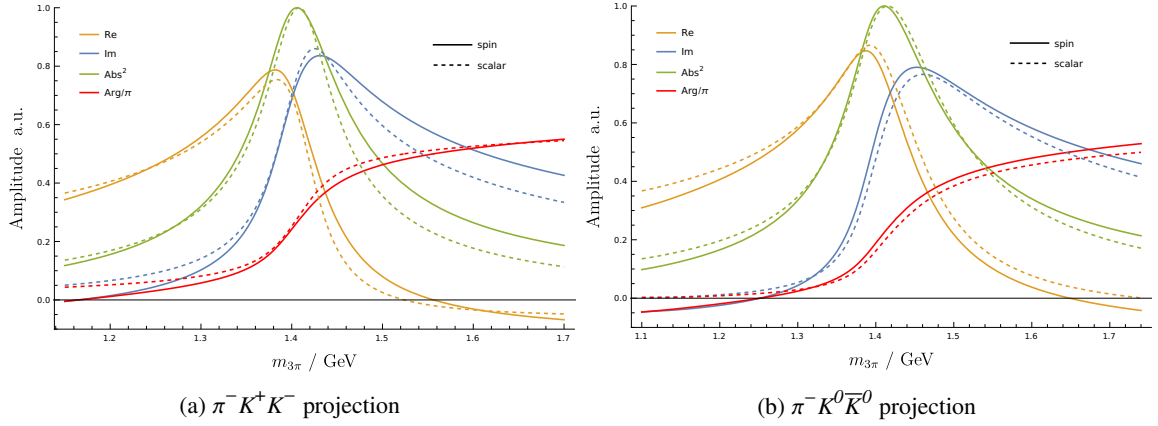 Re
Im
Abs²
Arg/π
spin
scalar
Amplitude a.u.
1.0
0.8
0.6
0.4
0.2
0.0
1.2 1.3 1.4 1.5 1.6 1.7
m3π / GeV
(a) π⁻K⁺K⁻ projection
Re
Im
Abs²
Arg/π
spin
scalar
Amplitude a.u.
1.0
0.8
0.6
0.4
0.2
0.0
1.1 1.2 1.3 1.4 1.5 1.6 1.7
m3π / GeV
(b) π⁻K⁰K̅⁰ projection